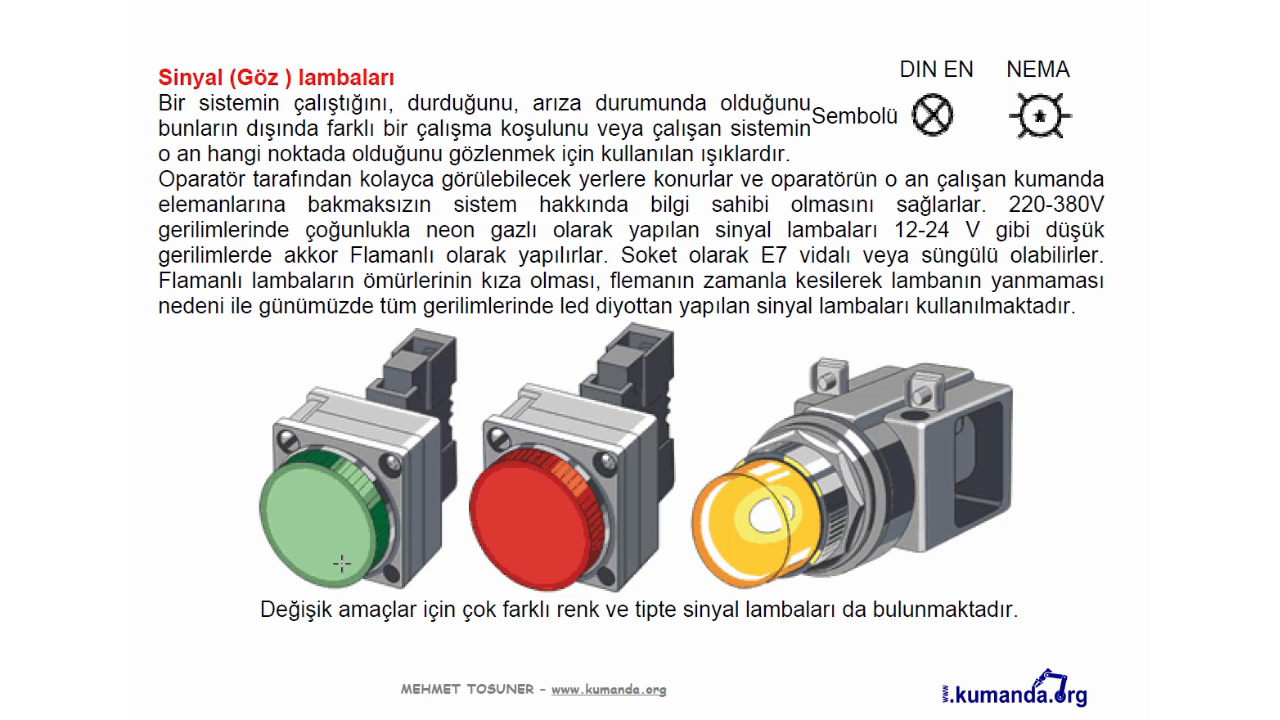 Sinyal (Göz ) lambaları
DIN EN NEMA
Sembolü
Bir sistemin çalıştığını, durduğunu, arıza durumunda olduğunu
bunların dışında farklı bir çalışma koşulunu veya çalışan sistemin
o an hangi noktada olduğunu gözlenmek için kullanılan ışıklardır.
Oparatör tarafından kolayca görülebilecek yerlere konurlar ve oparatörün o an çalışan kumanda
elemanlarına bakmaksızın sistem hakkında bilgi sahibi olmasını sağlarlar. 220-380V
gerilimlerinde çoğunlukla neon gazlı olarak yapılan sinyal lambaları 12-24 V gibi düşük
gerilimlerde akkor Flamanlı olarak yapılırlar. Soket olarak E7 vidalı veya süngülü olabilirler.
Flamanlı lambaların ömürlerinin kıza olması, flemanın zamanla kesilerek lambanın yanmaması
nedeni ile günümüzde tüm gerilimlerinde led diyottan yapılan sinyal lambaları kullanılmaktadır.
Değişik amaçlar için çok farklı renk ve tipte sinyal lambaları da bulunmaktadır.
MEHMET TOSUNER - www.kumanda.org
www.kumanda.org